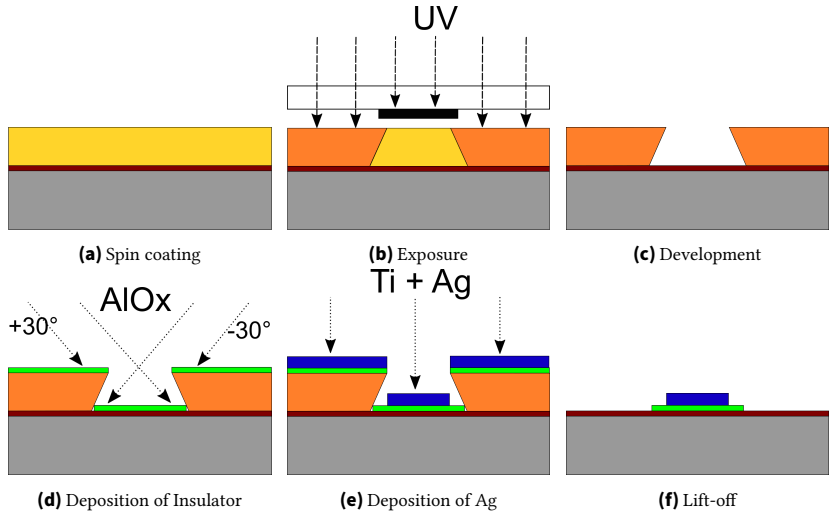 UV
(a) Spin coating
(b) Exposure
(c) Development
AlOx
+30°
-30°
Ti + Ag
(d) Deposition of Insulator
(e) Deposition of Ag
(f) Lift-off